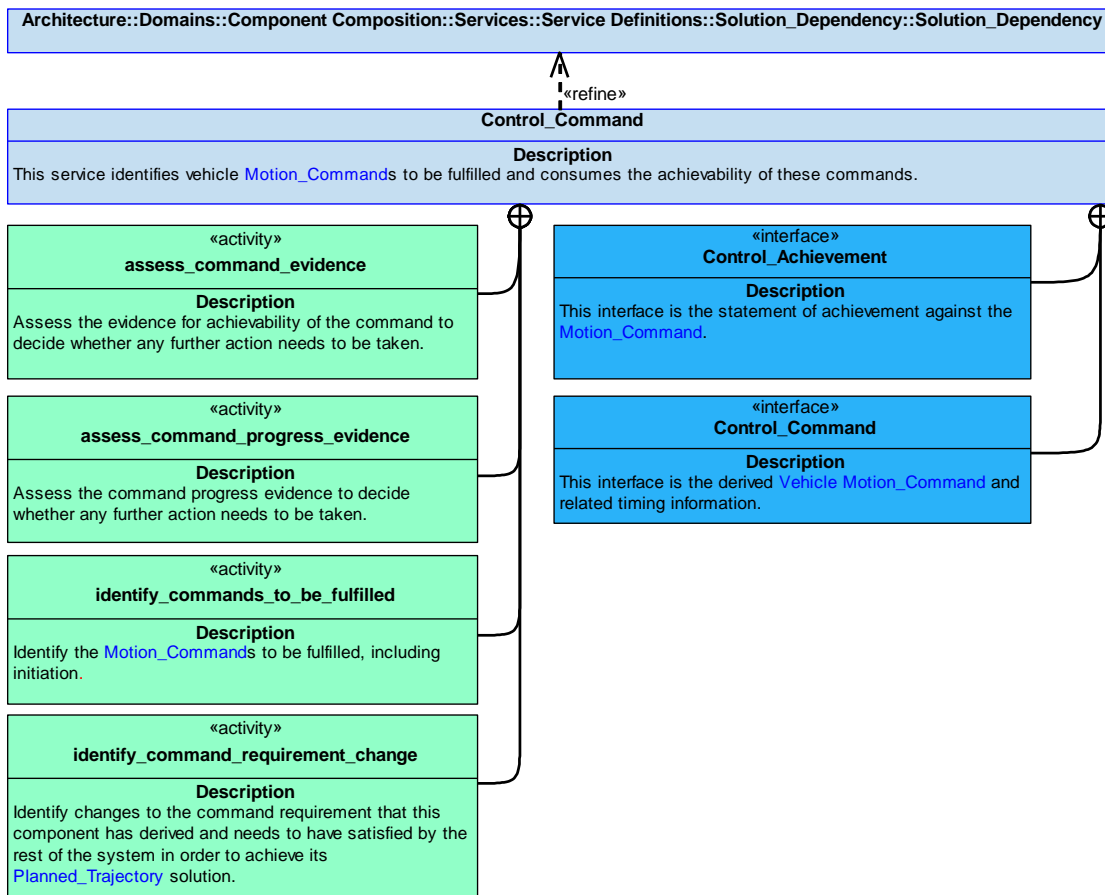 Architecture::Domains::Component Composition::Services::Service Definitions::Solution_Dependency::Solution_Dependency
«refine»
Control_Command
Description
This service identifies vehicle Motion_Commands to be fulfilled and consumes the achievability of these commands.
«activity»
assess_command_evidence
Description
Assess the evidence for achievability of the command to
decide whether any further action needs to be taken.
«activity»
assess_command_progress_evidence
Description
Assess the command progress evidence to decide
whether any further action needs to be taken.
«activity»
identify_commands_to_be_fulfilled
Description
Identify the Motion_Commands to be fulfilled, including
initiation.
«activity»
identify_command_requirement_change
Description
Identify changes to the command requirement that this
component has derived and needs to have satisfied by the
rest of the system in order to achieve its
Planned_Trajectory solution.
«interface»
Control_Achievement
Description
This interface is the statement of achievement against the
Motion_Command.
«interface»
Control_Command
Description
This interface is the derived Vehicle Motion_Command and
related timing information.